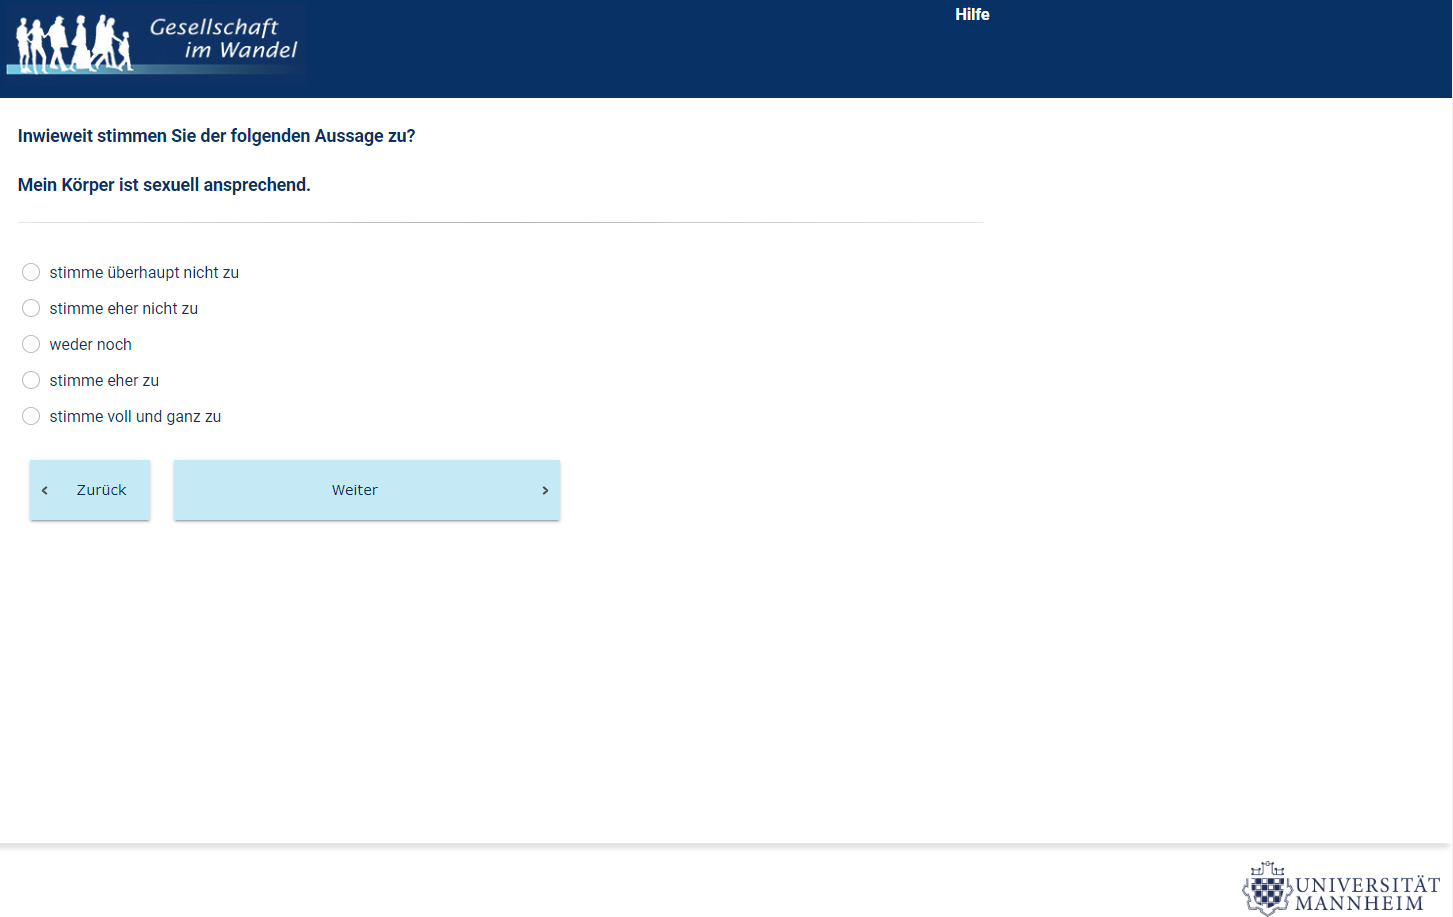 Gesellschaft
im Wandel
Hilfe
Inwieweit stimmen Sie der folgenden Aussage zu?
Mein Körper ist sexuell ansprechend.
stimme überhaupt nicht zu
stimme eher nicht zu
weder noch
stimme eher zu
stimme voll und ganz zu
Zurück
Weiter
UNIVERSITÄT
MANNHEIM